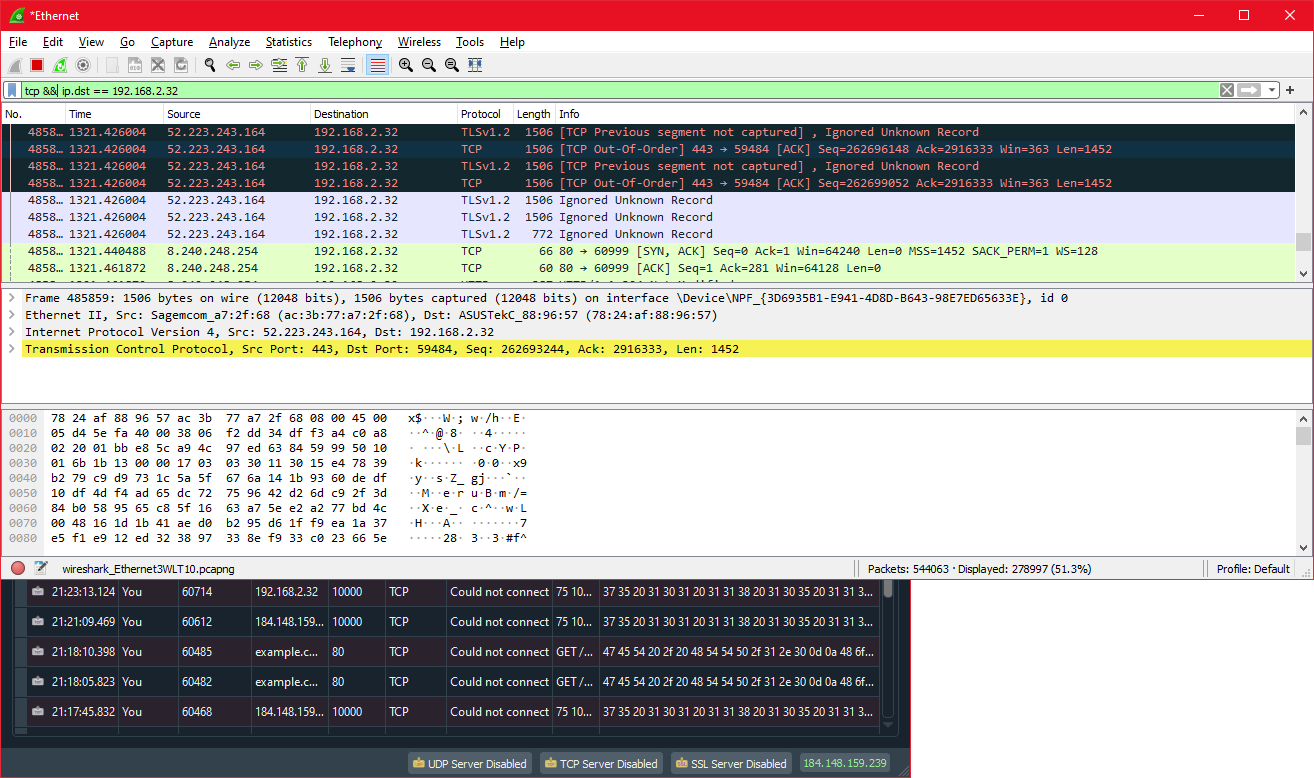 *Ethernet
File Edit View Go Capture Analyze Statistics Telephony Wireless Tools Help
tcp && ip.dst == 192.168.2.32
No. Time Source Destination Protocol Length Info
4858… 1321.426004 52.223.243.164 192.168.2.32 TLSv1.2 1506 [TCP Previous segment not captured] , Ignored Unknown Record
4858… 1321.426004 52.223.243.164 192.168.2.32 TCP 1506 [TCP Out-Of-Order] 443 → 59484 [ACK] Seq=262696148 Ack=2916333 Win=363 Len=1452
4858… 1321.426004 52.223.243.164 192.168.2.32 TLSv1.2 1506 [TCP Previous segment not captured] , Ignored Unknown Record
4858… 1321.426004 52.223.243.164 192.168.2.32 TCP 1506 [TCP Out-Of-Order] 443 → 59484 [ACK] Seq=262699052 Ack=2916333 Win=363 Len=1452
4858… 1321.426004 52.223.243.164 192.168.2.32 TLSv1.2 1506 Ignored Unknown Record
4858… 1321.426004 52.223.243.164 192.168.2.32 TLSv1.2 1506 Ignored Unknown Record
4858… 1321.426004 52.223.243.164 192.168.2.32 TLSv1.2 772 Ignored Unknown Record
4858… 1321.440488 8.240.248.254 192.168.2.32 TCP 66 80 → 60999 [SYN, ACK] Seq=0 Ack=1 Win=64240 Len=0 MSS=1452 SACK_PERM=1 WS=128
4858… 1321.461872 8.240.248.254 192.168.2.32 TCP 60 80 → 60999 [ACK] Seq=1 Ack=281 Win=64128 Len=0
Frame 485859: 1506 bytes on wire (12048 bits), 1506 bytes captured (12048 bits) on interface \Device\NPF_{3D6935B1-E941-4D8D-B643-98E7ED65633E}, id 0
Ethernet II, Src: Sagemcom_a7:2f:68 (ac:3b:77:a7:2f:68), Dst: ASUSTekC_88:96:57 (78:24:af:88:96:57)
Internet Protocol Version 4, Src: 52.223.243.164, Dst: 192.168.2.32
Transmission Control Protocol, Src Port: 443, Dst Port: 59484, Seq: 262693244, Ack: 2916333, Len: 1452
0000 78 24 af 88 96 57 ac 3b 77 a7 2f 68 08 00 45 00 x$···W·; w·/h··E·
0010 05 d4 5e fa 40 00 38 06 f2 dd 34 df f3 a4 c0 a8 ··^·@·8· ··4·····
0020 02 20 01 bb e8 5c a9 4c 97 ed 63 84 59 99 50 10 · ···\·L ··c·Y·P·
0030 01 6b 1b 13 00 00 17 03 03 30 11 30 15 e4 78 39 ·k······ ·0·0··x9
0040 b2 79 c9 d9 73 1c 5a 5f 67 6a 14 1b 93 60 de df ·y··s·Z_ gj···`··
0050 10 df 4d f4 ad 65 dc 72 75 96 42 d2 6d c9 2f 3d ··M··e·r u·B·m·/=
0060 84 b0 58 95 65 c8 5f 16 63 a7 5e e2 a2 77 bd 4c ··X·e·_· c·^··w·L
0070 00 48 16 1d 1b 41 ae d0 b2 95 d6 1f f9 ea 1a 37 ·H···A·· ·······7
0080 e5 f1 e9 12 ed 32 38 97 33 8e f9 33 c0 23 66 5e ·····28· 3··3·#f^
wireshark_Ethernet3WLT10.pcapng Packets: 544063 · Displayed: 278997 (51.3%) Profile: Default
21:23:13.124 You 60714 192.168.2.32 10000 TCP Could not connect 75 10... 37 35 20 31 30 31 20 31 31 38 20 31 30 35 20 31 31 3...
21:21:09.469 You 60612 184.148.159... 10000 TCP Could not connect 75 10... 37 35 20 31 30 31 20 31 31 38 20 31 30 35 20 31 31 3...
21:18:10.398 You 60485 example.c... 80 TCP Could not connect GET /... 47 45 54 20 2f 20 48 54 54 50 2f 31 2e 30 0d 0a 48 6f...
21:18:05.823 You 60482 example.c... 80 TCP Could not connect GET /... 47 45 54 20 2f 20 48 54 54 50 2f 31 2e 30 0d 0a 48 6f...
21:17:45.832 You 60468 184.148.159... 10000 TCP Could not connect 75 10... 37 35 20 31 30 31 20 31 31 38 20 31 30 35 20 31 31 3...
UDP Server Disabled TCP Server Disabled SSL Server Disabled 184.148.159.239